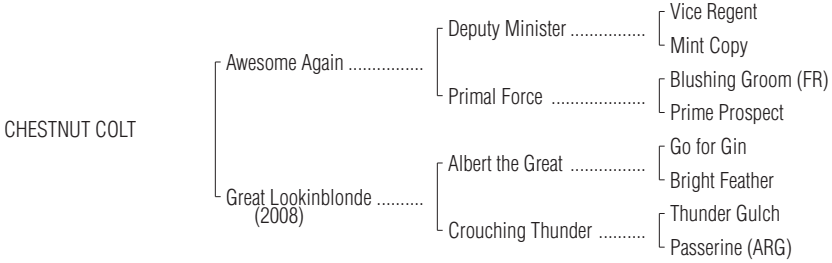 Vice Regent
Deputy Minister ................
Mint Copy
Awesome Again ................
Blushing Groom (FR)
Primal Force ....................
Prime Prospect
CHESTNUT COLT
Go for Gin
Albert the Great ................
Bright Feather
Great Lookinblonde ..........
(2008)
Thunder Gulch
Crouching Thunder ..........
Passerine (ARG)